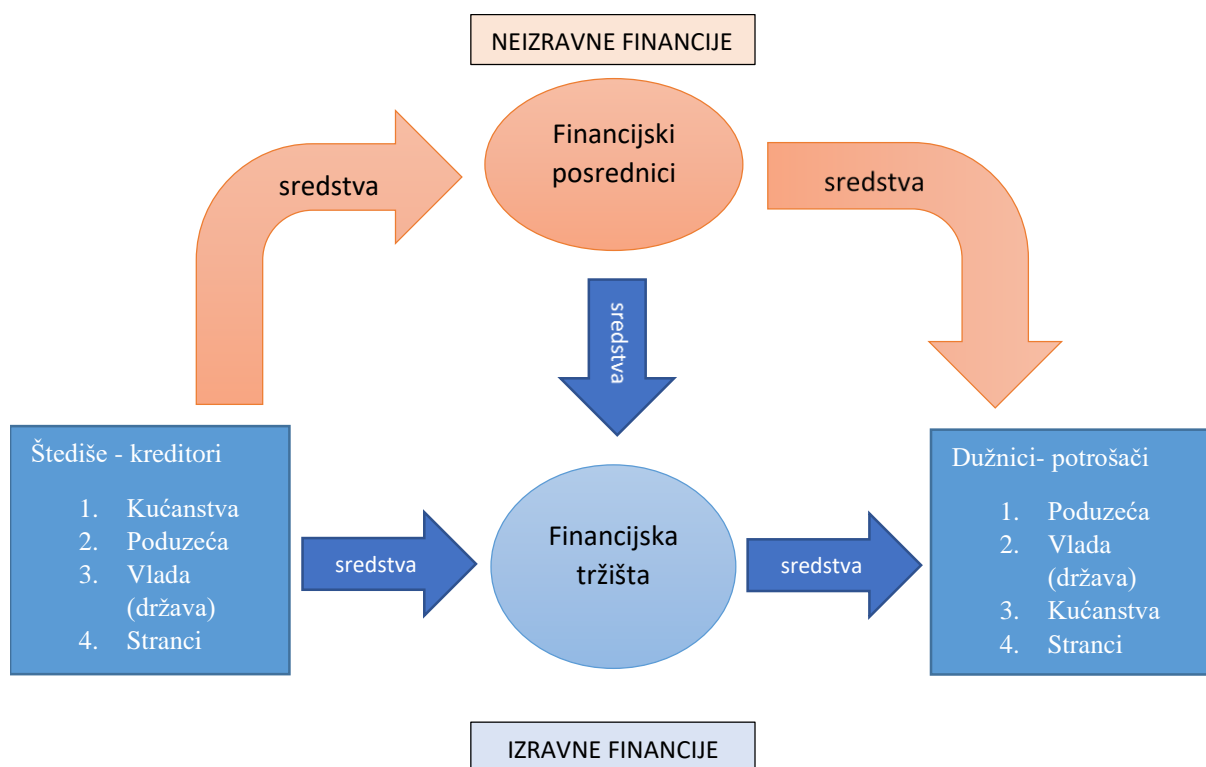 NEIZRAVNE FINANCIJE
Financijski
posrednici
sredstva
sredstva
sredstva
Štediše - kreditori
1. Kućanstva
2. Poduzeća
3. Vlada
(država)
4. Stranci
sredstva
Financijska
tržišta
sredstva
Dužnici- potrošači
1. Poduzeća
2. Vlada
(država)
3. Kućanstva
4. Stranci
IZRAVNE FINANCIJE